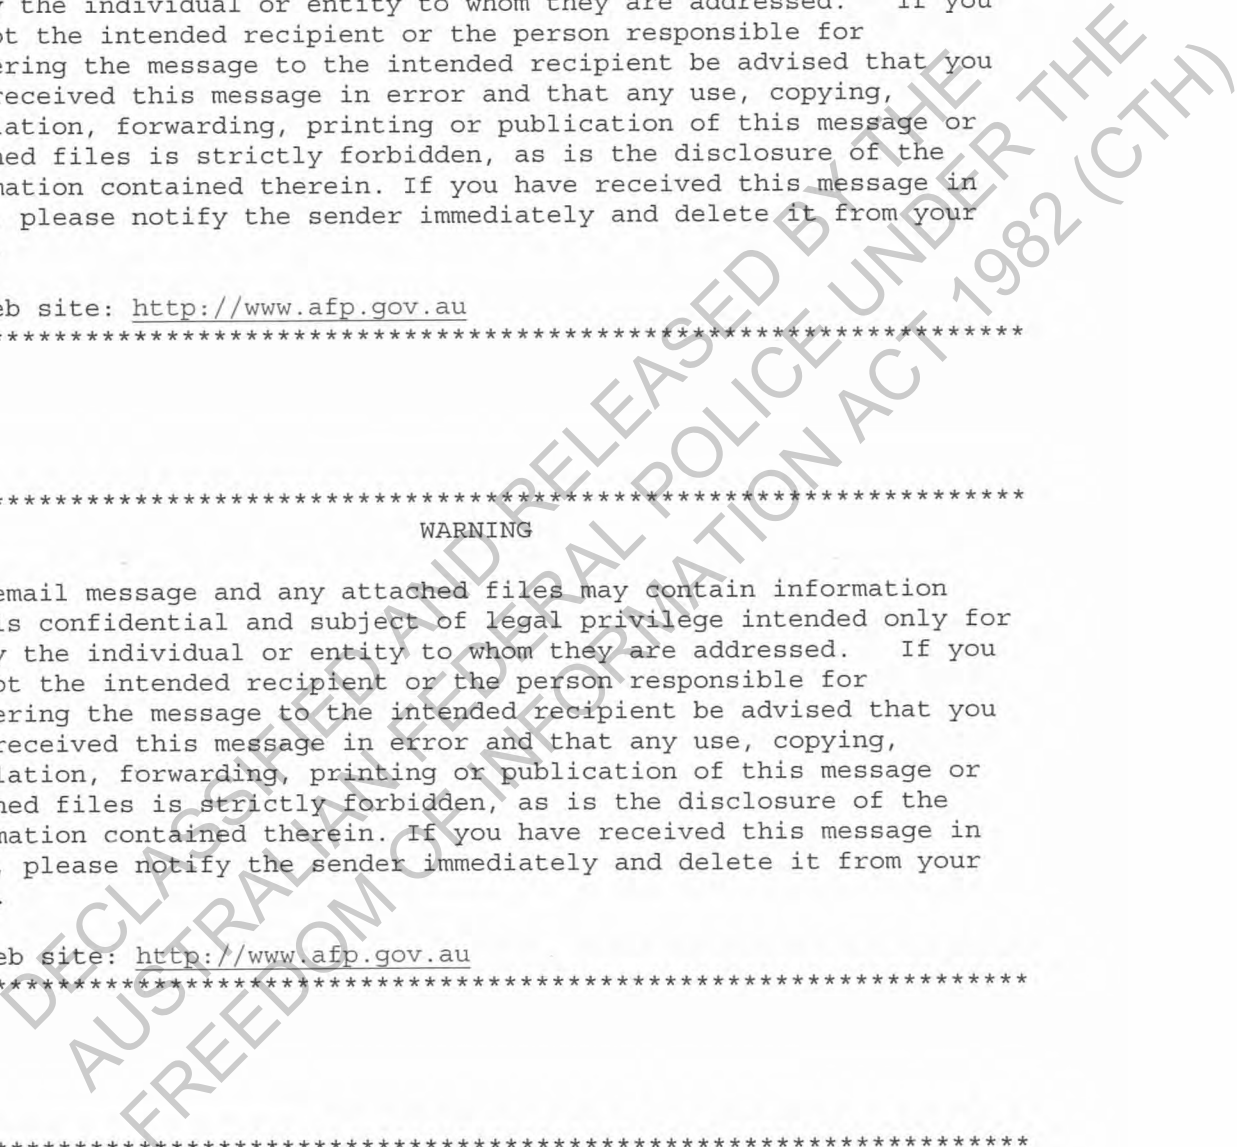 y the individual or entity to whom they are addressed. If you
ot the intended recipient or the person responsible for
ering the message to the intended recipient be advised that you
received this message in error and that any use, copying,
lation, forwarding, printing or publication of this message or
hed files is strictly forbidden, as is the disclosure of the
mation contained therein. If you have received this message in
, please notify the sender immediately and delete it from your
eb site: http://www.afp.gov.au
*****************************************************************
*****************************************************************
WARNING
email message and any attached files may contain information
is confidential and subject of legal privilege intended only for
y the individual or entity to whom they are addressed. If you
ot the intended recipient or the person responsible for
ering the message to the intended recipient be advised that you
received this message in error and that any use, copying,
lation, forwarding, printing or publication of this message or
hed files is strictly forbidden, as is the disclosure of the
mation contained therein. If you have received this message in
, please notify the sender immediately and delete it from your
.
eb site: http://www.afp.gov.au
*****************************************************************
*****************************************************************
DECLASSIFIED AND RELEASED BY THE
AUSTRALIAN FEDERAL POLICE UNDER THE
FREEDOM OF INFORMATION ACT 1982 (CTH)